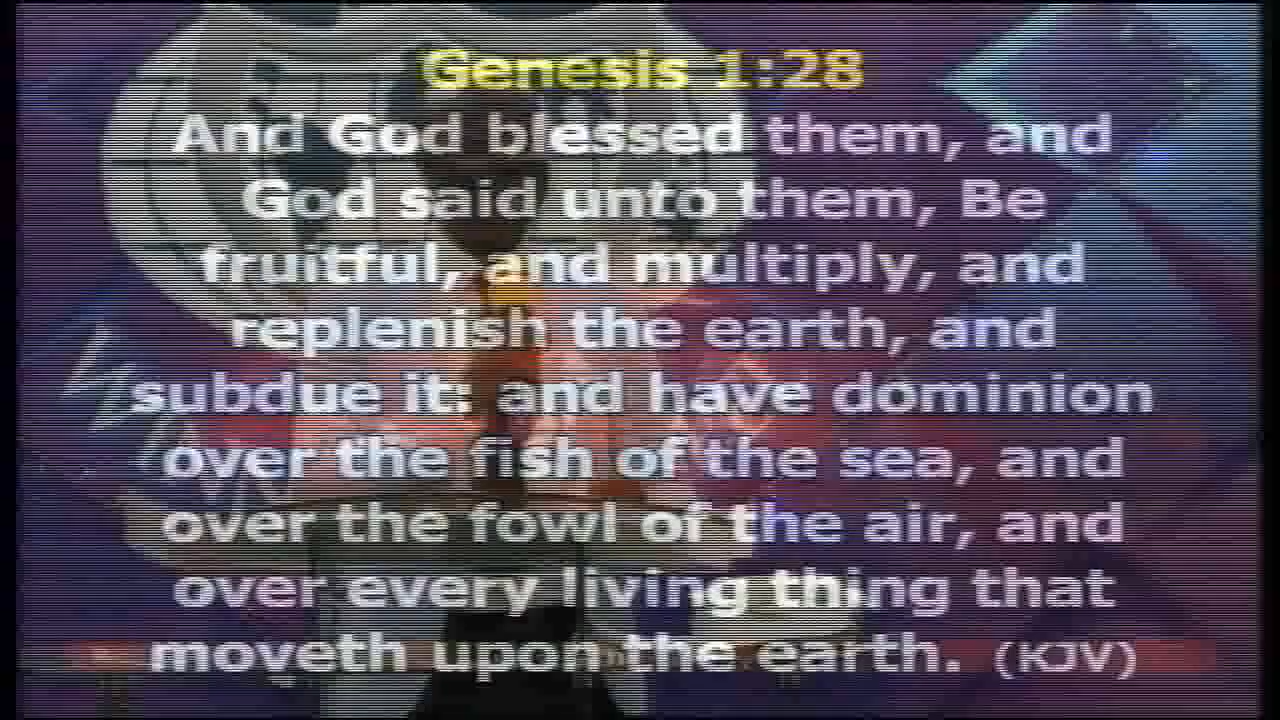 Genesis 1:28
And God blessed them, and
God said unto them, Be
fruitful, and multiply, and
replenish the earth, and
subdue it: and have dominion
over the fish of the sea, and
over the fowl of the air, and
over every living thing that
moveth upon the earth. (KJV)